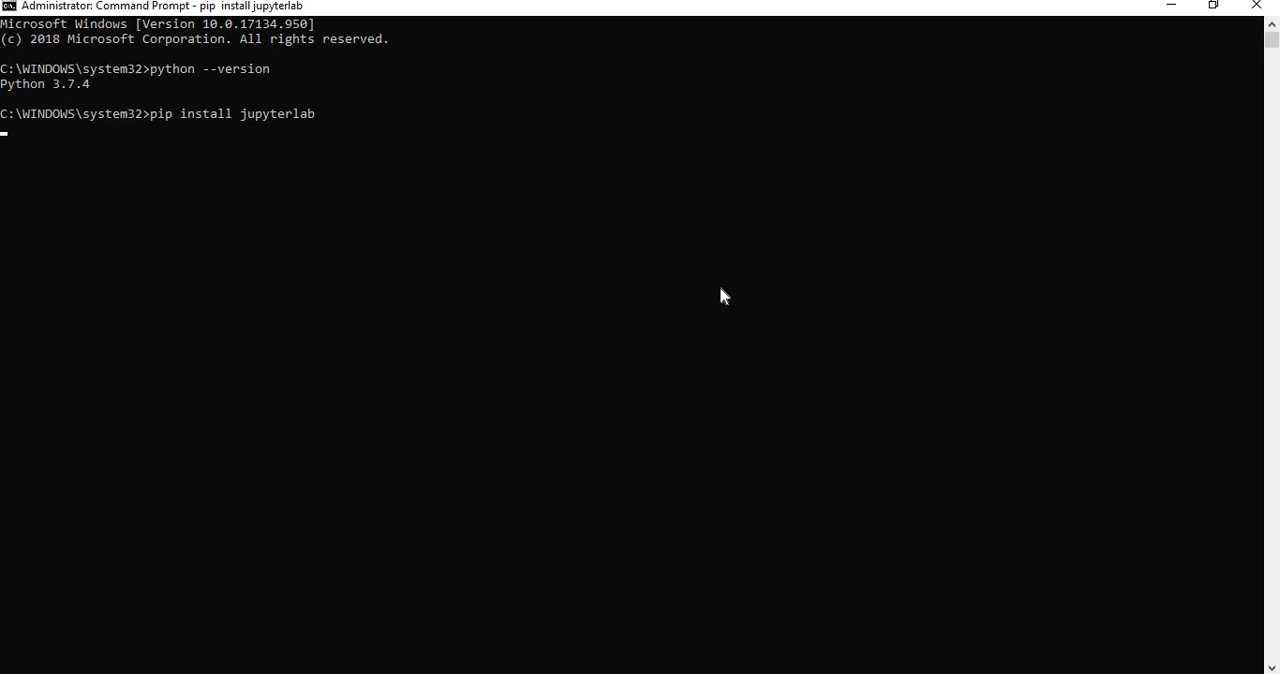 Administrator: Command Prompt - pip  install jupyterlab
Microsoft Windows [Version 10.0.17134.950]
(c) 2018 Microsoft Corporation. All rights reserved.
C:\WINDOWS\system32>python --version
Python 3.7.4
C:\WINDOWS\system32>pip install jupyterlab